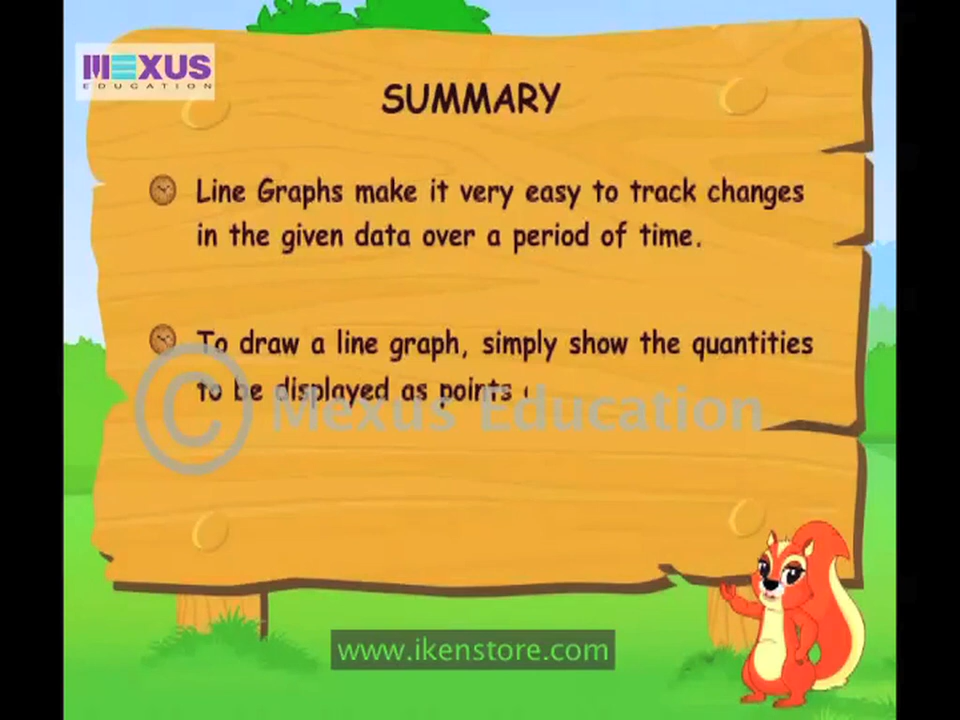 MEXUS
EDUCATION
SUMMARY
Line Graphs make it very easy to track changes
in the given data over a period of time.
To draw a line graph, simply show the quantities
to be displayed as points
© Mexus Education
www.ikenstore.com